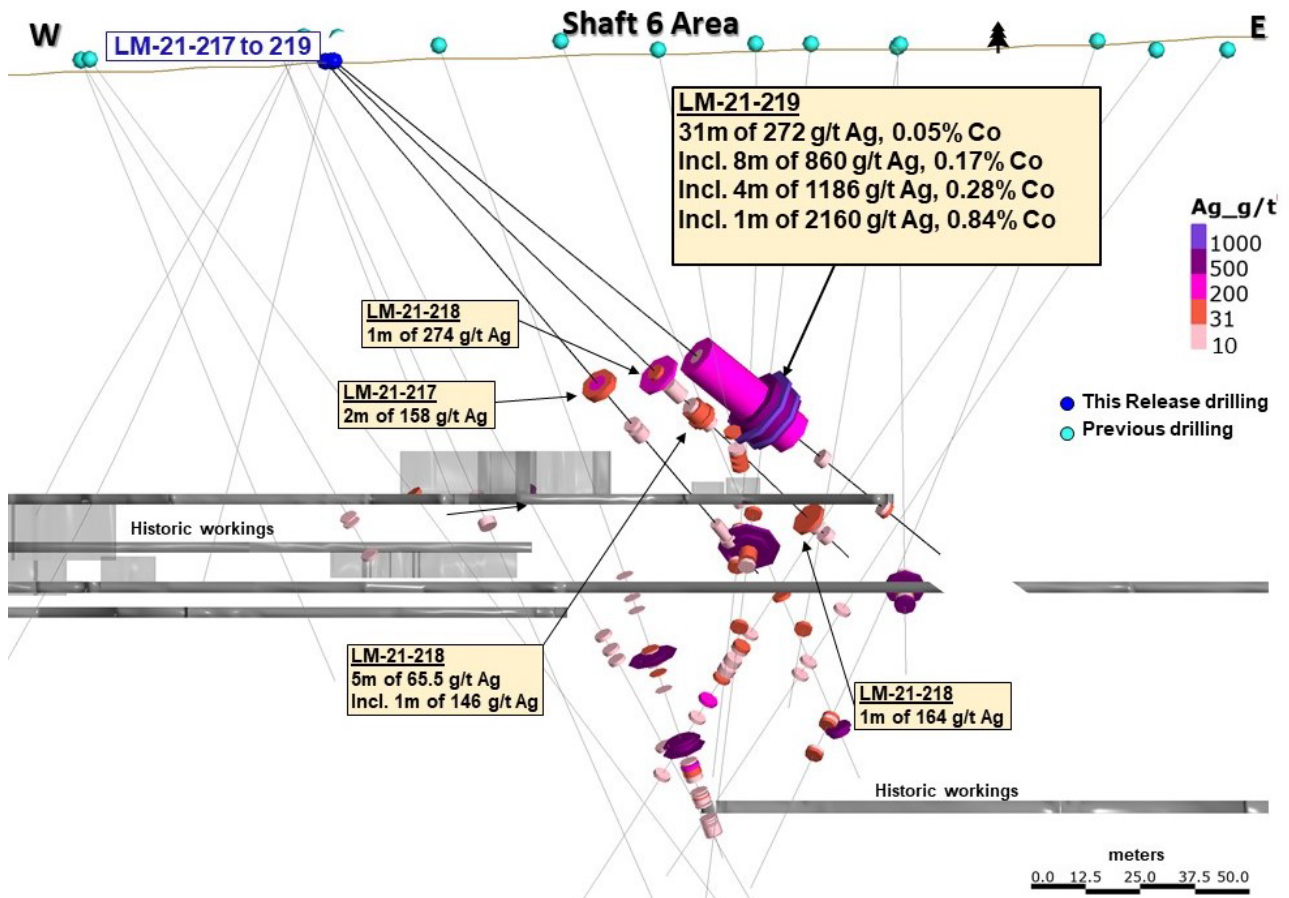 Shaft 6 Area
W
E
LM-21-217 to 219
LM-21-219
31m of 272 g/t Ag, 0.05% Co
Incl. 8m of 860 g/t Ag, 0.17% Co
Incl. 4m of 1186 g/t Ag, 0.28% Co
Incl. 1m of 2160 g/t Ag, 0.84% Co
Ag_g/t
1000
500
200
31
10
This Release drilling
Previous drilling
LM-21-218
1m of 274 g/t Ag
LM-21-217
2m of 158 g/t Ag
Historic workings
LM-21-218
5m of 65.5 g/t Ag
Incl. 1m of 146 g/t Ag
LM-21-218
1m of 164 g/t Ag
Historic workings
meters
0.0 12.5 25.0 37.5 50.0